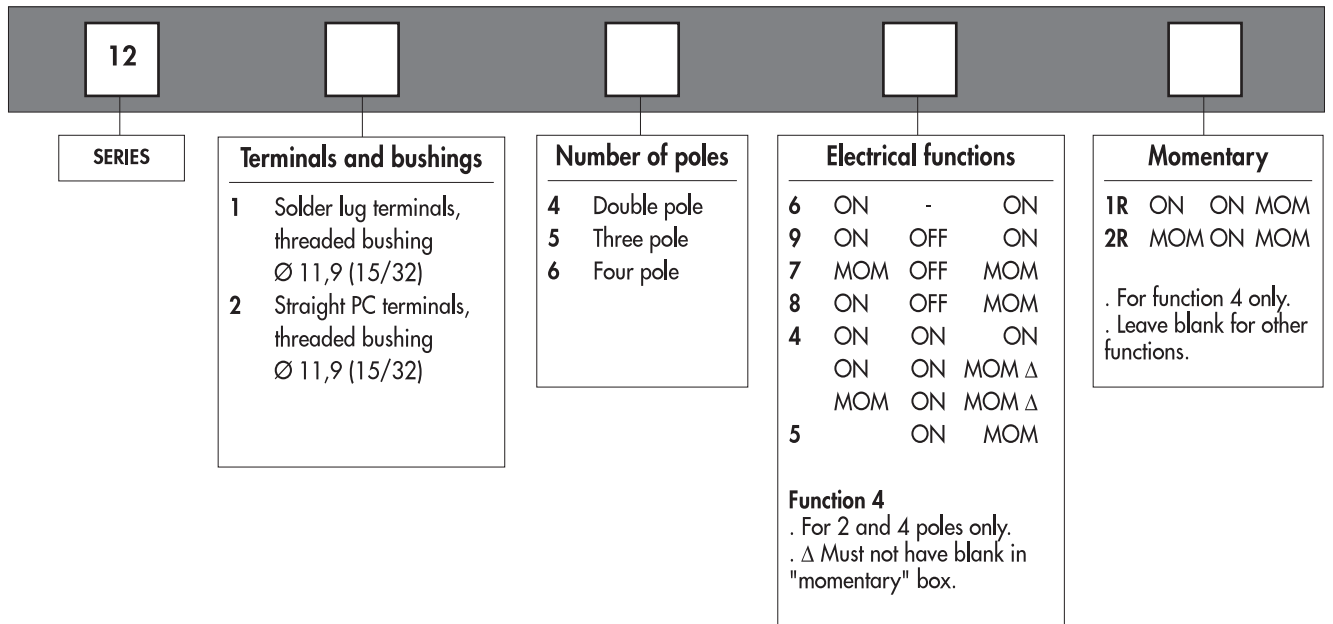 12
SERIES
Terminals and bushings
1 Solder lug terminals,
threaded bushing
Ø 11,9 (15/32)
2 Straight PC terminals,
threaded bushing
Ø 11,9 (15/32)
Number of poles
4 Double pole
5 Three pole
6 Four pole
Electrical functions
6 ON - ON
9 ON OFF ON
7 MOM OFF MOM
8 ON OFF MOM
4 ON ON ON
ON ON MOM Δ
MOM ON MOM Δ
5 ON MOM
Function 4
. For 2 and 4 poles only.
. Δ Must not have blank in
"momentary" box.
Momentary
1R ON ON MOM
2R MOM ON MOM
. For function 4 only.
. Leave blank for other
functions.